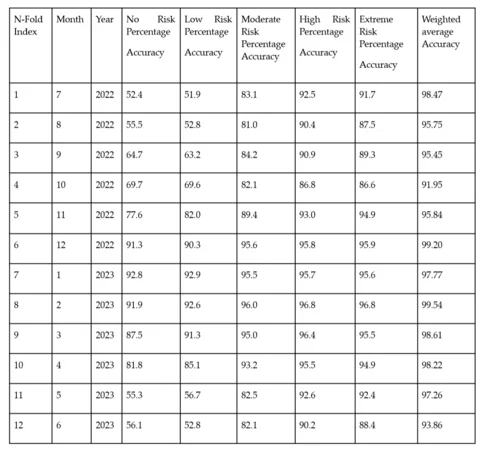 N-Fold Index Month Year No Risk Percentage Accuracy Low Risk Percentage Accuracy Moderate Risk Percentage Accuracy High Risk Percentage Accuracy Extreme Risk Percentage Accuracy Weighted average Accuracy
1 7 2022 52.4 51.9 83.1 92.5 91.7 98.47
2 8 2022 55.5 52.8 81.0 90.4 87.5 95.75
3 9 2022 64.7 63.2 84.2 90.9 89.3 95.45
4 10 2022 69.7 69.6 82.1 86.8 86.6 91.95
5 11 2022 77.6 82.0 89.4 93.0 94.9 95.84
6 12 2022 91.3 90.3 95.6 95.8 95.9 99.20
7 1 2023 92.8 92.9 95.5 95.7 95.6 97.77
8 2 2023 91.9 92.6 96.0 96.8 96.8 99.54
9 3 2023 87.5 91.3 95.0 96.4 95.5 98.61
10 4 2023 81.8 85.1 93.2 95.5 94.9 98.22
11 5 2023 55.3 56.7 82.5 92.6 92.4 97.26
12 6 2023 56.1 52.8 82.1 90.2 88.4 93.86